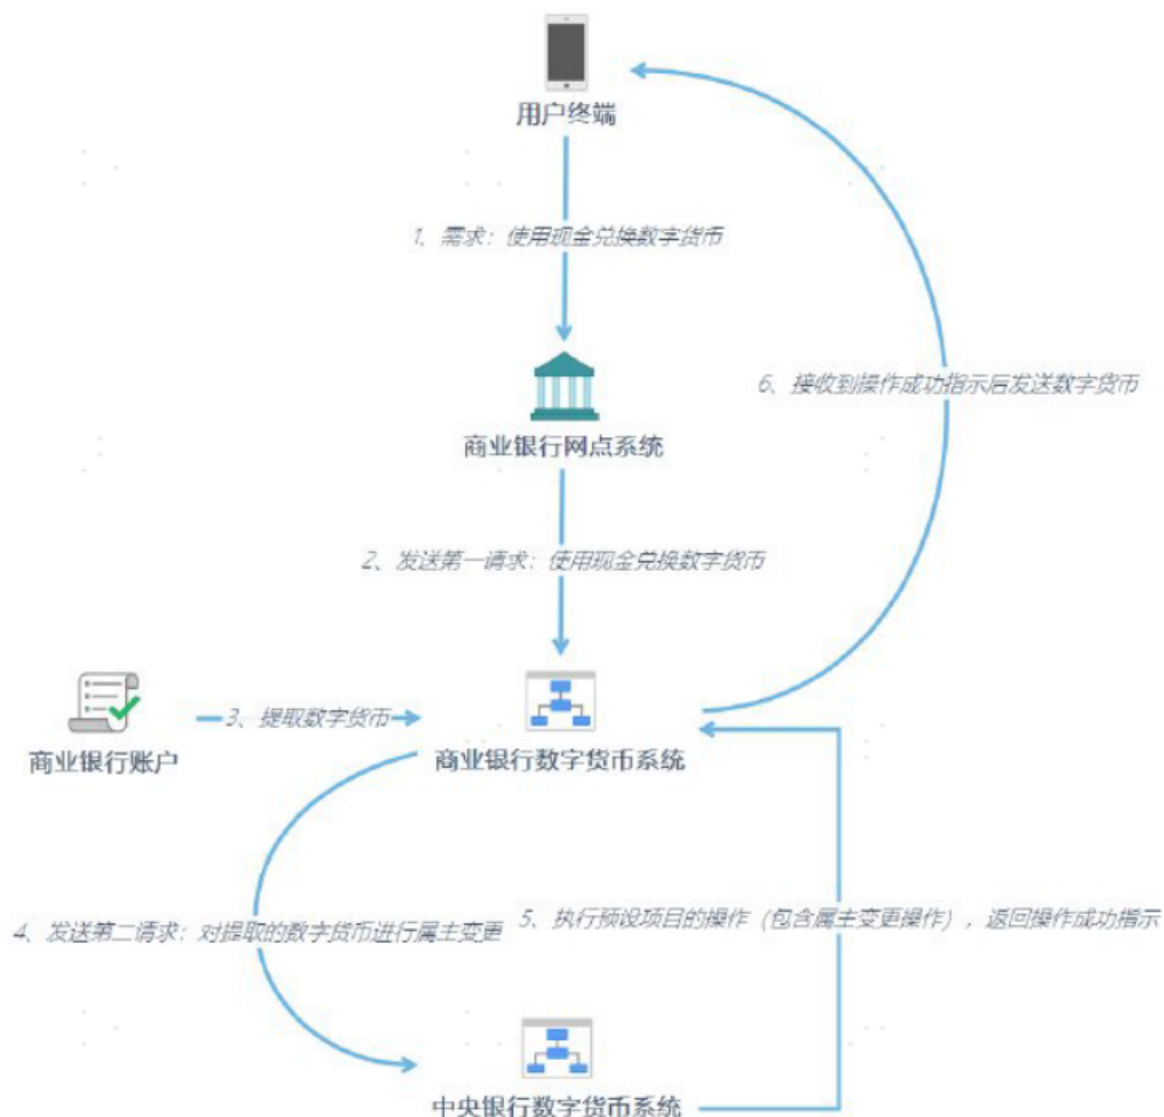 用户终端
1、需求：使用现金兑换数字货币
6、接收到操作成功指示后发送数字货币
商业银行网点系统
2、发送第一请求：使用现金兑换数字货币
3、提取数字货币
商业银行账户
商业银行数字货币系统
4、发送第二请求：对提取的数字货币进行属主变更
5、执行预设项目的操作（包含属主变更操作），返回操作成功指示
中央银行数字货币系统